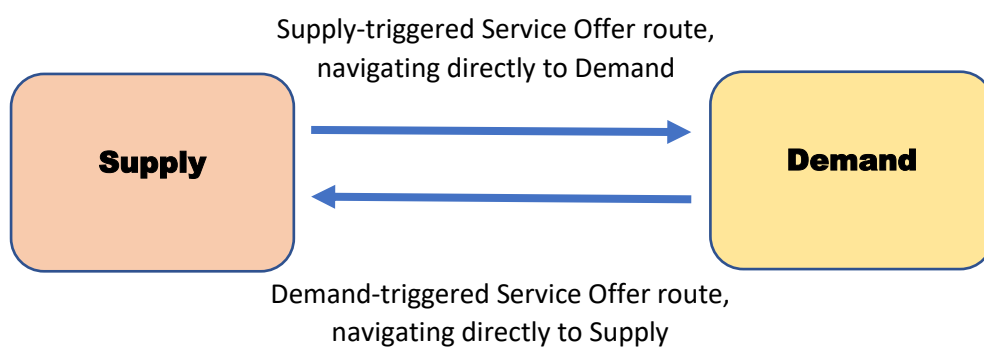 Supply-triggered Service Offer route,
navigating directly to Demand
Supply
Demand
Demand-triggered Service Offer route,
navigating directly to Supply